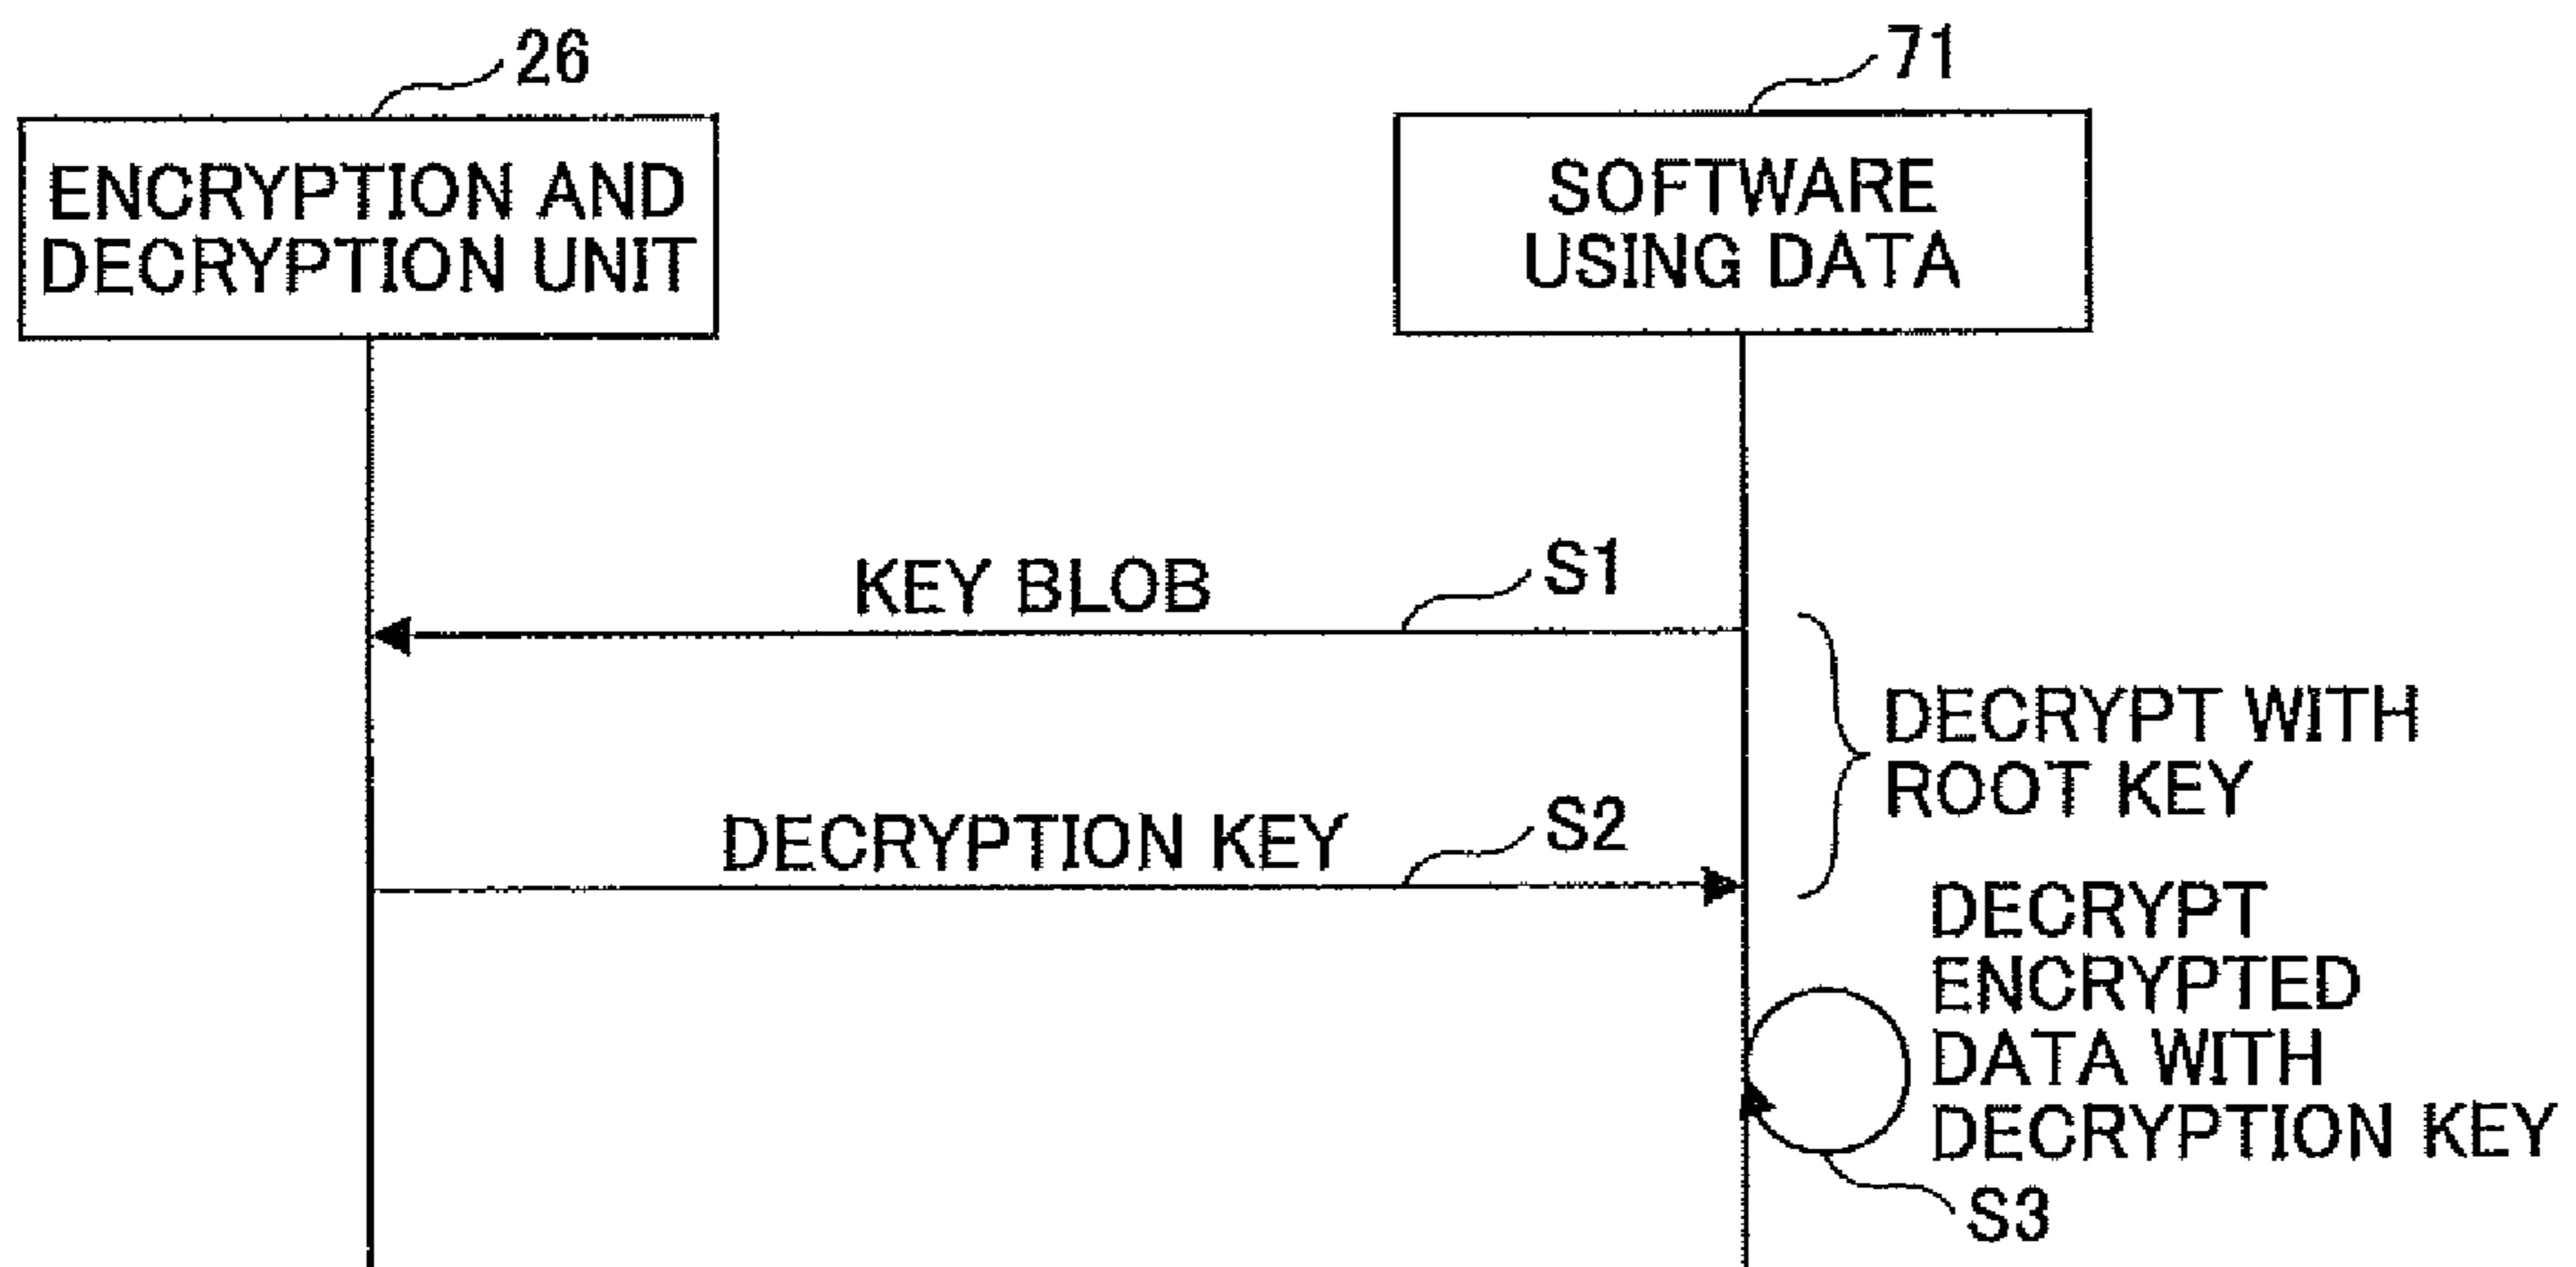 26
71
ENCRYPTION AND
DECRYPTION UNIT
SOFTWARE
USING DATA
KEY BLOB
S1
DECRYPT WITH
ROOT KEY
DECRYPTION KEY
S2
DECRYPT
ENCRYPTED
DATA WITH
DECRYPTION KEY
S3